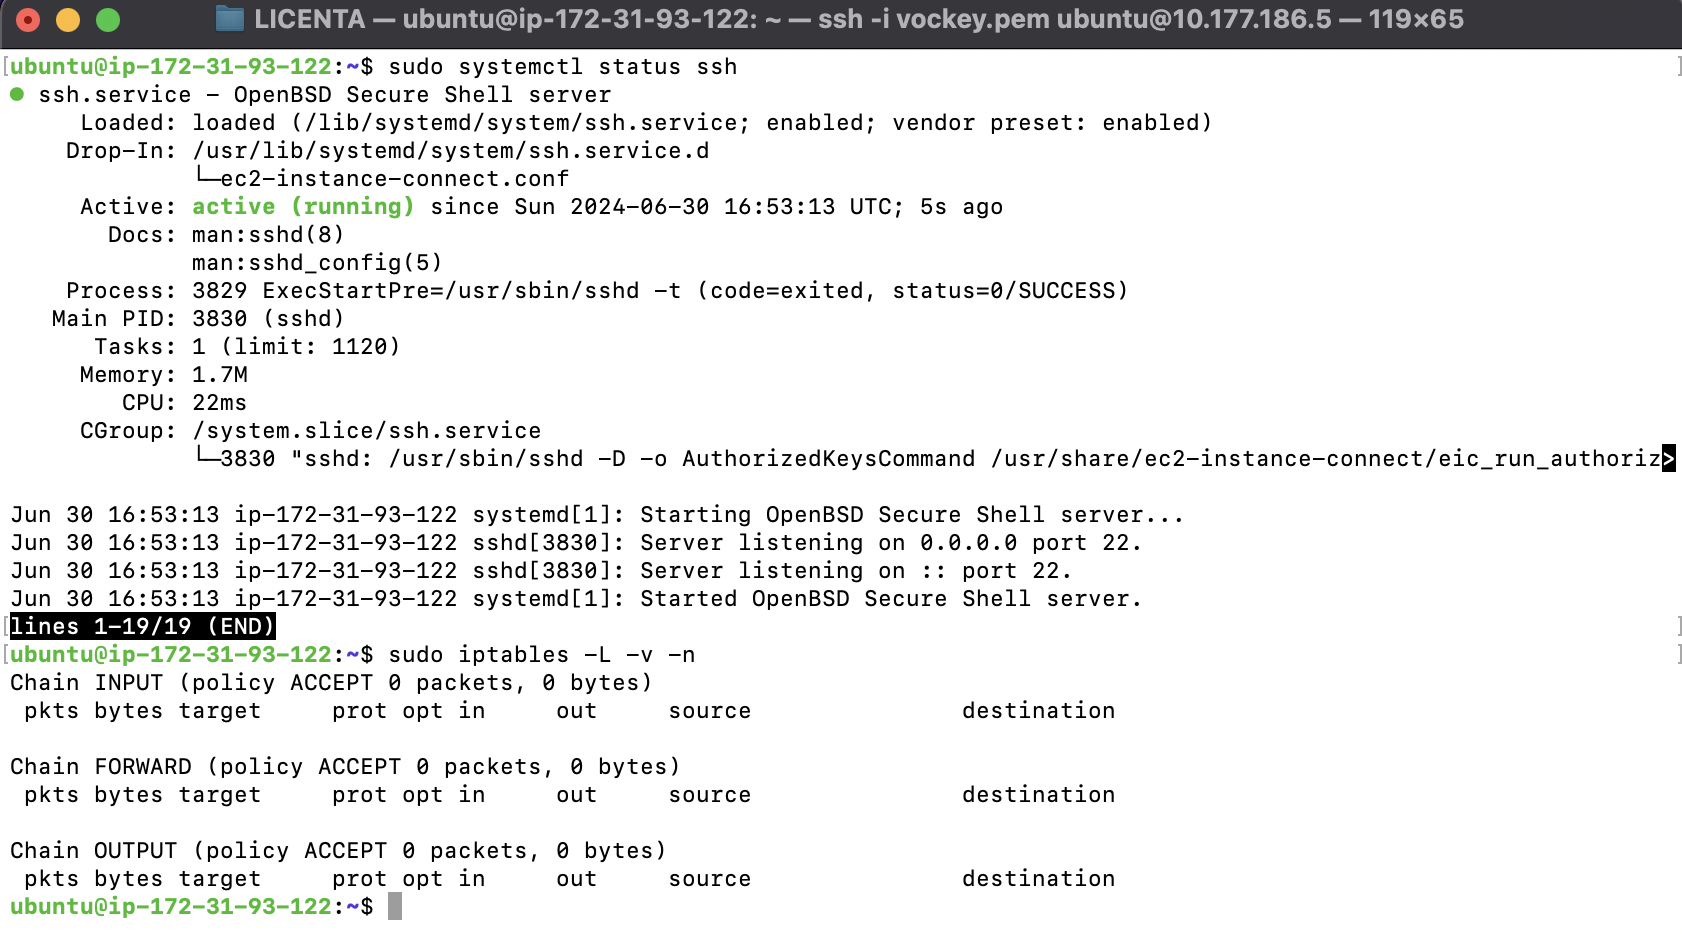 LICENTA — ubuntu@ip-172-31-93-122: ~ — ssh -i vockey.pem ubuntu@10.177.186.5 — 119×65
[ubuntu@ip-172-31-93-122:~$ sudo systemctl status ssh ]
● ssh.service - OpenBSD Secure Shell server
     Loaded: loaded (/lib/systemd/system/ssh.service; enabled; vendor preset: enabled)
    Drop-In: /usr/lib/systemd/system/ssh.service.d
             └─ec2-instance-connect.conf
     Active: active (running) since Sun 2024-06-30 16:53:13 UTC; 5s ago
       Docs: man:sshd(8)
             man:sshd_config(5)
    Process: 3829 ExecStartPre=/usr/sbin/sshd -t (code=exited, status=0/SUCCESS)
   Main PID: 3830 (sshd)
      Tasks: 1 (limit: 1120)
     Memory: 1.7M
        CPU: 22ms
     CGroup: /system.slice/ssh.service
             └─3830 "sshd: /usr/sbin/sshd -D -o AuthorizedKeysCommand /usr/share/ec2-instance-connect/eic_run_authoriz>
Jun 30 16:53:13 ip-172-31-93-122 systemd[1]: Starting OpenBSD Secure Shell server...
Jun 30 16:53:13 ip-172-31-93-122 sshd[3830]: Server listening on 0.0.0.0 port 22.
Jun 30 16:53:13 ip-172-31-93-122 sshd[3830]: Server listening on :: port 22.
Jun 30 16:53:13 ip-172-31-93-122 systemd[1]: Started OpenBSD Secure Shell server.
[lines 1-19/19 (END) ]
[ubuntu@ip-172-31-93-122:~$ sudo iptables -L -v -n ]
Chain INPUT (policy ACCEPT 0 packets, 0 bytes)
 pkts bytes target     prot opt in     out     source               destination
Chain FORWARD (policy ACCEPT 0 packets, 0 bytes)
 pkts bytes target     prot opt in     out     source               destination
Chain OUTPUT (policy ACCEPT 0 packets, 0 bytes)
 pkts bytes target     prot opt in     out     source               destination
ubuntu@ip-172-31-93-122:~$